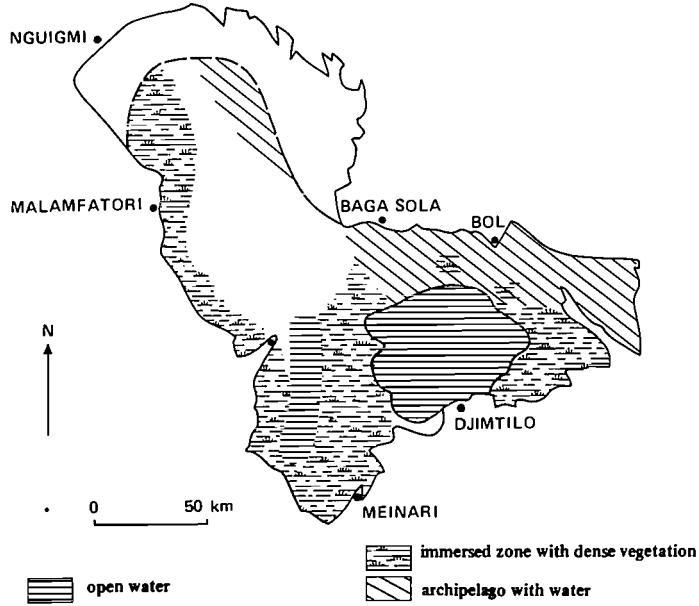 NGUIGMI
MALAMFATORI
BAGA SOLA
BOL
N
DJIMTILO
0 50 km
MEINARI
immersed zone with dense vegetation
open water
archipelago with water